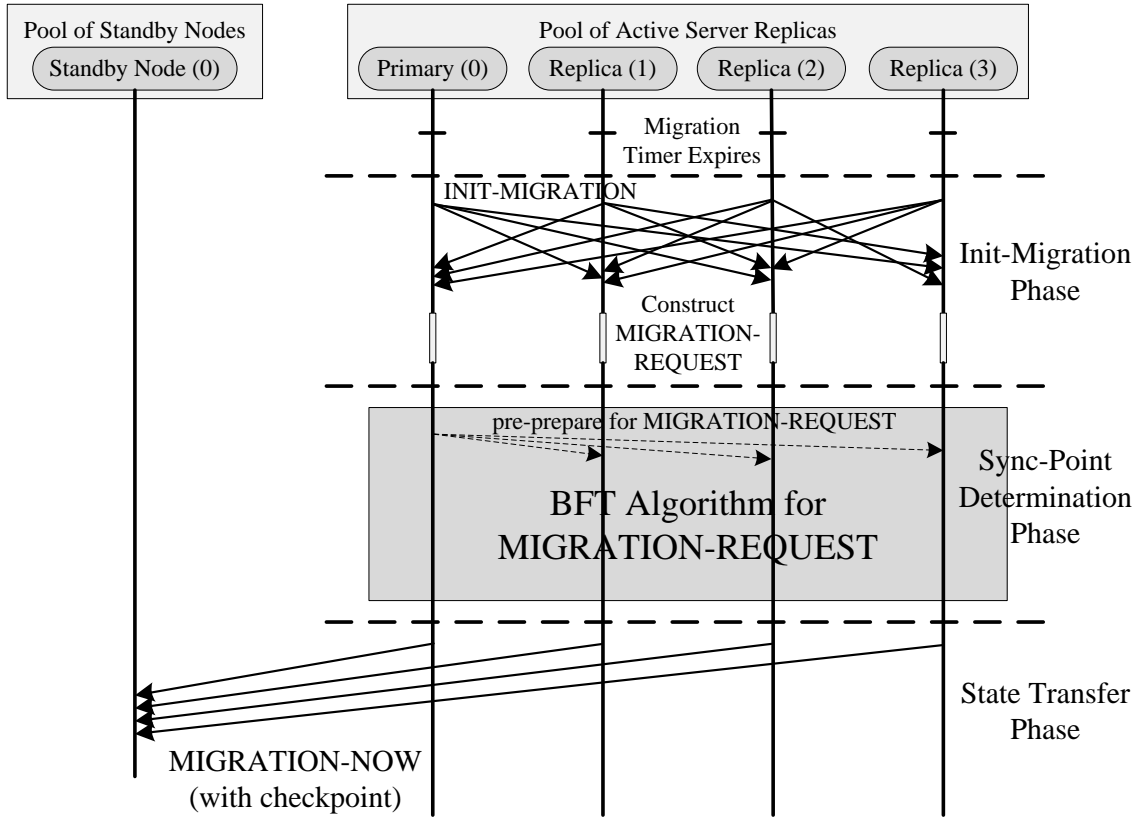 Pool of Standby Nodes
Pool of Active Server Replicas
Standby Node (0)
Primary (0)
Replica (1)
Replica (2)
Replica (3)
Migration
Timer Expires
INIT-MIGRATION
Init-Migration
Phase
Construct
MIGRATION-
REQUEST
pre-prepare for MIGRATION-REQUEST
BFT Algorithm for
MIGRATION-REQUEST
Sync-Point
Determination
Phase
State Transfer
Phase
MIGRATION-NOW
(with checkpoint)